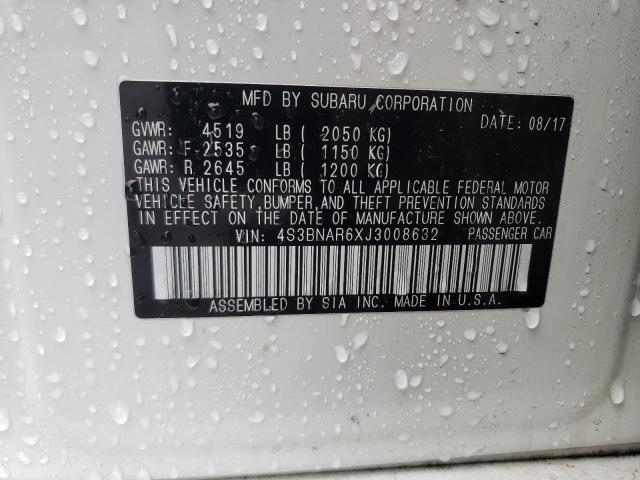 MFD BY SUBARU CORPORATION
DATE: 08/17
GVWR: 4519 LB ( 2050 KG)
GAWR: F 2535 LB ( 1150 KG)
GAWR: R 2645 LB ( 1200 KG)
THIS VEHICLE CONFORMS TO ALL APPLICABLE FEDERAL MOTOR
VEHICLE SAFETY, BUMPER, AND THEFT PREVENTION STANDARDS
IN EFFECT ON THE DATE OF MANUFACTURE SHOWN ABOVE.
VIN: 4S3BNAR6XJ3008632 PASSENGER CAR
ASSEMBLED BY SIA INC. MADE IN U.S.A.